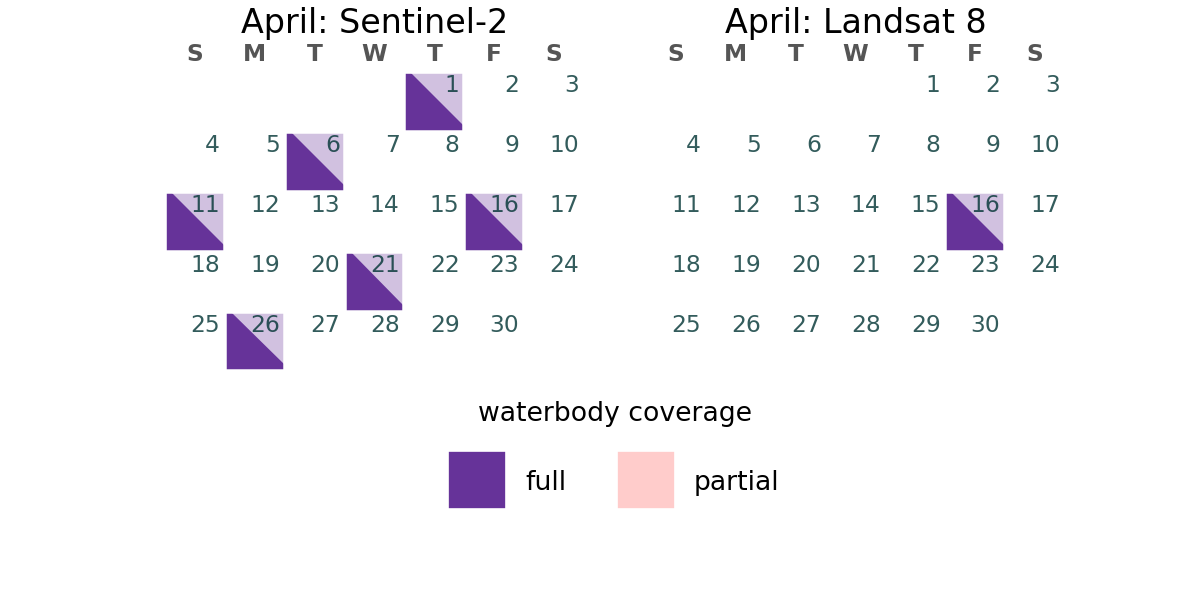 April: Sentinel-2
S M T W T F S
1 2 3
4 5 6 7 8 9 10
11 12 13 14 15 16 17
18 19 20 21 22 23 24
25 26 27 28 29 30
April: Landsat 8
S M T W T F S
1 2 3
4 5 6 7 8 9 10
11 12 13 14 15 16 17
18 19 20 21 22 23 24
25 26 27 28 29 30
waterbody coverage
full partial